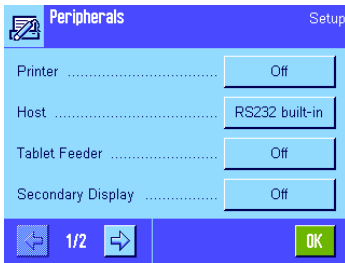 Peripherals Setup
Printer .................................. Off
Host .................................... RS232 built-in
Tablet Feeder ........................ Off
Secondary Display ................ Off
1/2 OK